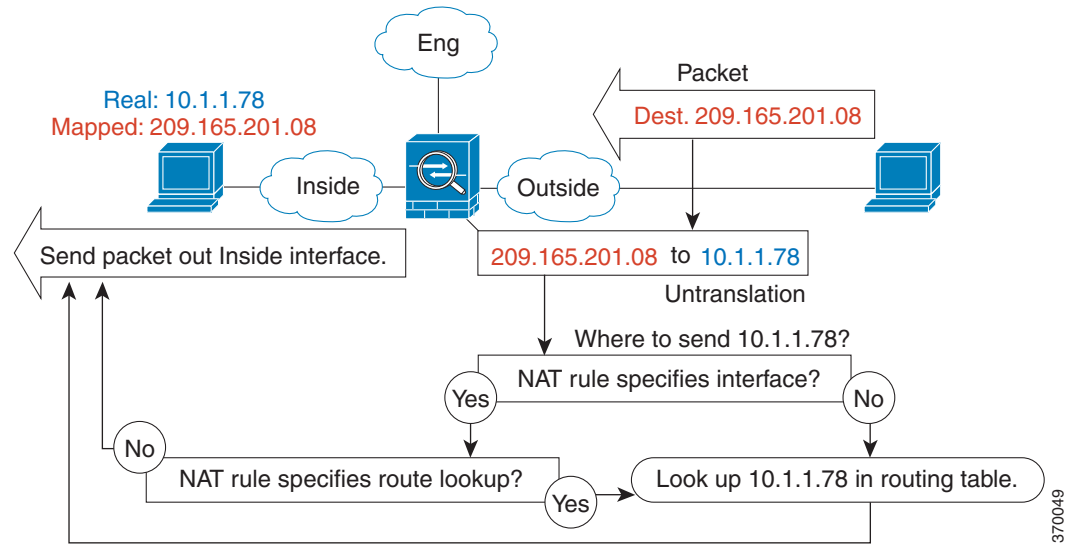 Eng
Packet
Real: 10.1.1.78
Mapped: 209.165.201.08
Dest. 209.165.201.08
Inside
Outside
Send packet out Inside interface.
209.165.201.08 to 10.1.1.78
Untranslation
Where to send 10.1.1.78?
NAT rule specifies interface?
Yes
No
No
NAT rule specifies route lookup?
Yes
Look up 10.1.1.78 in routing table.
370049